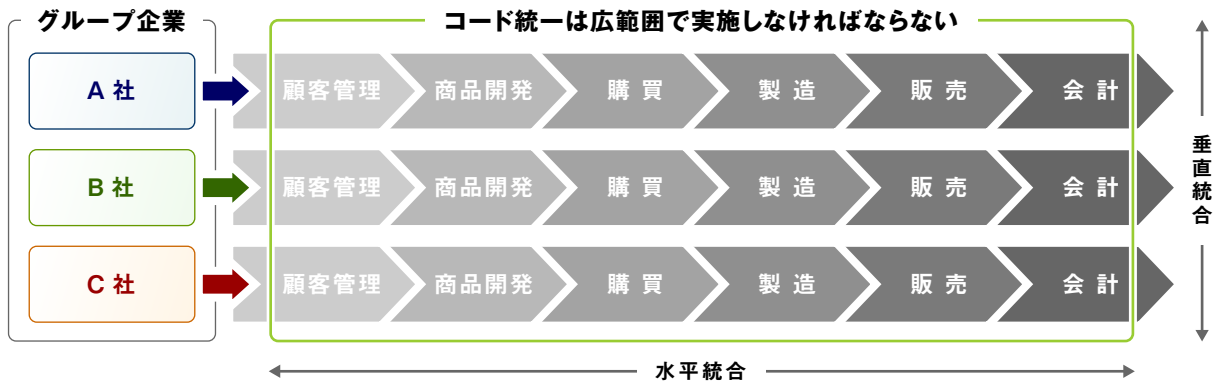 グループ企業
コード統一は広範囲で実施しなければならない
A 社
顧客管理
商品開発
購 買
製 造
販 売
会 計
B 社
顧客管理
商品開発
購 買
製 造
販 売
会 計
C 社
顧客管理
商品開発
購 買
製 造
販 売
会 計
垂直統合
水平統合